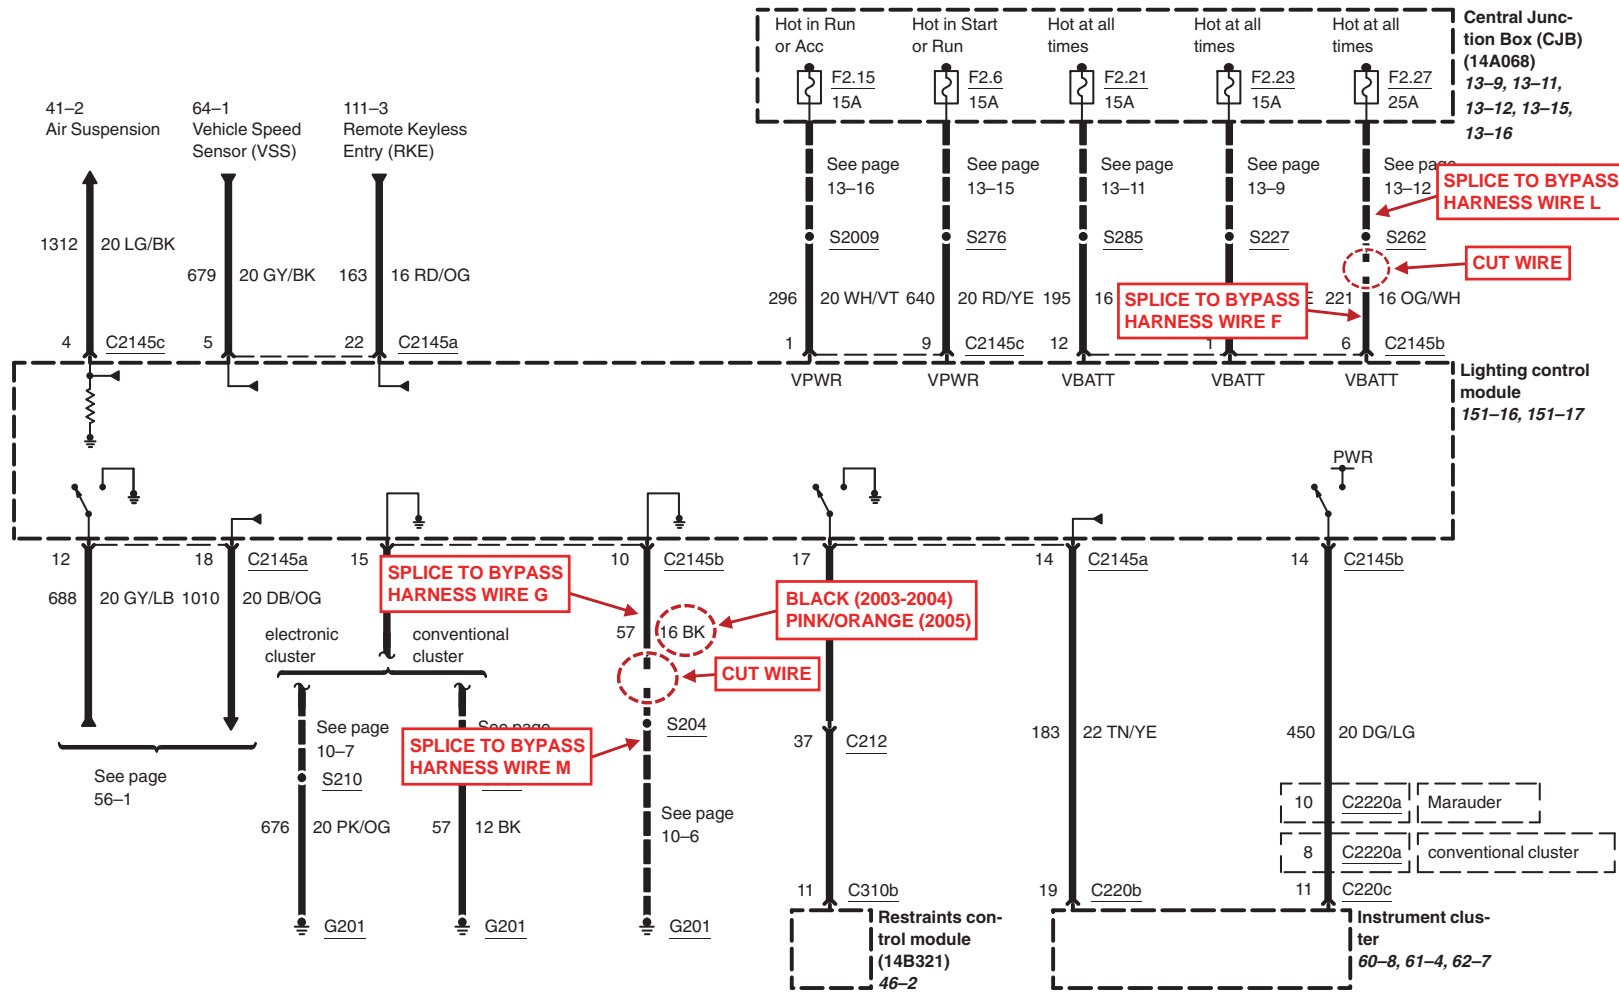 Hot in Run
or Acc
Hot in Start
or Run
Hot at all
times
Hot at all
times
Hot at all
times
Central Junc-
tion Box (CJB)
(14A068)
13–9, 13–11,
13–12, 13–15,
13–16
F2.15
15A
F2.6
15A
F2.21
15A
F2.23
15A
F2.27
25A
41–2
Air Suspension
64–1
Vehicle Speed
Sensor (VSS)
111–3
Remote Keyless
Entry (RKE)
See page
13–16
See page
13–15
See page
13–11
See page
13–9
See page
13–12
SPLICE TO BYPASS
HARNESS WIRE L
S2009
S276
S285
S227
S262
CUT WIRE
1312
20 LG/BK
679
20 GY/BK
163
16 RD/OG
296
20 WH/VT
640
20 RD/YE
195
16
SPLICE TO BYPASS
HARNESS WIRE F
E
221
16 OG/WH
4
C2145c
5
22
C2145a
1
9
C2145c
12
1
6
C2145b
VPWR
VPWR
VBATT
VBATT
VBATT
Lighting control
module
151–16, 151–17
PWR
12
18
C2145a
15
10
C2145b
17
14
C2145a
14
C2145b
SPLICE TO BYPASS
HARNESS WIRE G
BLACK (2003-2004)
PINK/ORANGE (2005)
688
20 GY/LB
1010
20 DB/OG
57
16 BK
electronic
cluster
conventional
cluster
CUT WIRE
See page
10–7
See page
S204
SPLICE TO BYPASS
HARNESS WIRE M
S210
See page
56–1
37
C212
183
22 TN/YE
450
20 DG/LG
676
20 PK/OG
57
12 BK
See page
10–6
10
C2220a
Marauder
8
C2220a
conventional cluster
11
C310b
19
C220b
11
C220c
G201
G201
G201
Restraints con-
trol module
(14B321)
46–2
Instrument clus-
ter
60–8, 61–4, 62–7